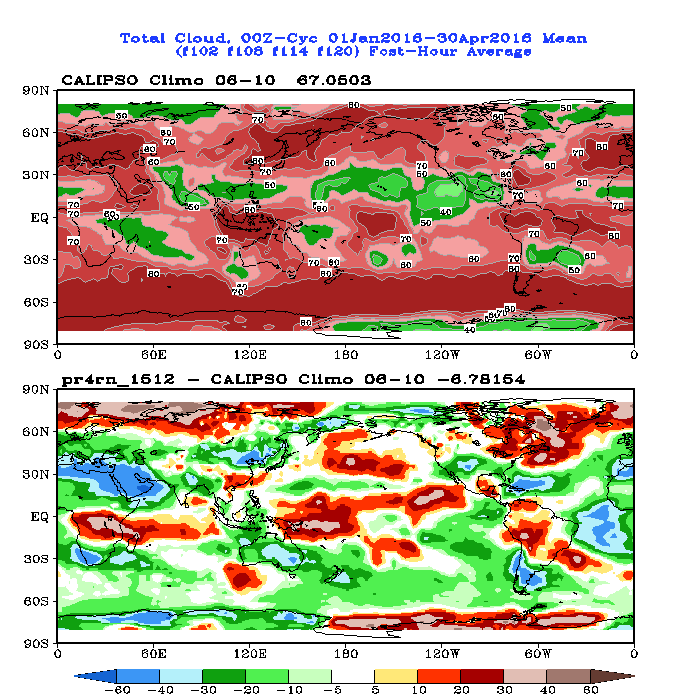 Total Cloud, 00Z-Cyc 01Jan2016-30Apr2016 Mean
(f102 f108 f114 f120) Fcst-Hour Average
CALIPSO Climo 06-10 67.0503
90N
60N
30N
EQ
30S
60S
90S
0 60E 120E 180 120W 60W 0
pr4rn_1512 - CALIPSO Climo 06-10 -6.78154
90N
60N
30N
EQ
30S
60S
90S
0 60E 120E 180 120W 60W 0
-60 -40 -30 -20 -10 -5 5 10 20 30 40 60